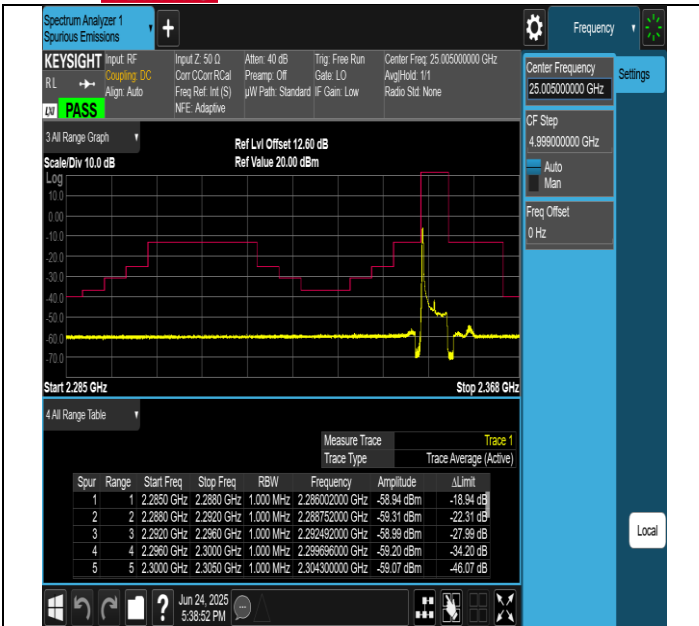 Spectrum Analyzer 1
Spurious Emissions
Frequency
KEYSIGHT
RL
LXI
PASS
Input: RF
Coupling: DC
Align: Auto
Input Z: 50 Ω
Corr CCorr RCal
Freq Ref: Int (S)
NFE: Adaptive
Atten: 40 dB
Preamp: Off
µW Path: Standard
Trig: Free Run
Gate: LO
IF Gain: Low
Center Freq: 25.005000000 GHz
Avg|Hold: 1/1
Radio Std: None
Center Frequency
25.005000000 GHz
Settings
CF Step
4.999000000 GHz
Auto
Man
Freq Offset
0 Hz
Local
3 All Range Graph
Scale/Div 10.0 dB
Ref Lvl Offset 12.60 dB
Ref Value 20.00 dBm
Log
10.0
0.00
-10.0
-20.0
-30.0
-40.0
-50.0
-60.0
-70.0
Start 2.285 GHz
Stop 2.368 GHz
4 All Range Table
Measure Trace Trace 1
Trace Type Trace Average (Active)
Spur Range Start Freq Stop Freq RBW Frequency Amplitude ΔLimit
1 1 2.2850 GHz 2.2880 GHz 1.000 MHz 2.286002000 GHz -58.94 dBm -18.94 dB
2 2 2.2880 GHz 2.2920 GHz 1.000 MHz 2.288752000 GHz -59.31 dBm -22.31 dB
3 3 2.2920 GHz 2.2960 GHz 1.000 MHz 2.292492000 GHz -58.99 dBm -27.99 dB
4 4 2.2960 GHz 2.3000 GHz 1.000 MHz 2.299696000 GHz -59.20 dBm -34.20 dB
5 5 2.3000 GHz 2.3050 GHz 1.000 MHz 2.304300000 GHz -59.07 dBm -46.07 dB
Jun 24, 2025
5:38:52 PM